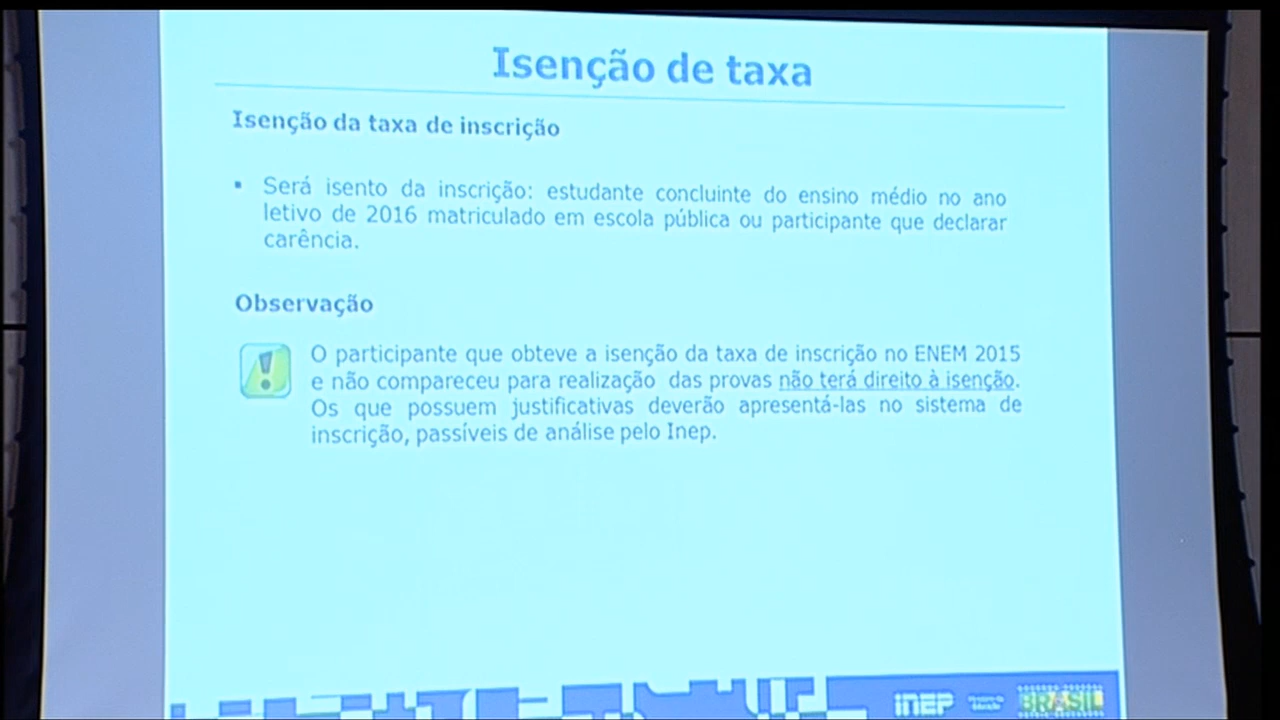 Isenção de taxa
Isenção da taxa de inscrição
▪ Será isento da inscrição: estudante concluinte do ensino médio no ano
letivo de 2016 matriculado em escola pública ou participante que declarar
carência.
Observação
O participante que obteve a isenção da taxa de inscrição no ENEM 2015
e não compareceu para realização das provas não terá direito à isenção.
Os que possuem justificativas deverão apresentá-las no sistema de
inscrição, passíveis de análise pelo Inep.
INEP Ministério da BRASIL
Educação